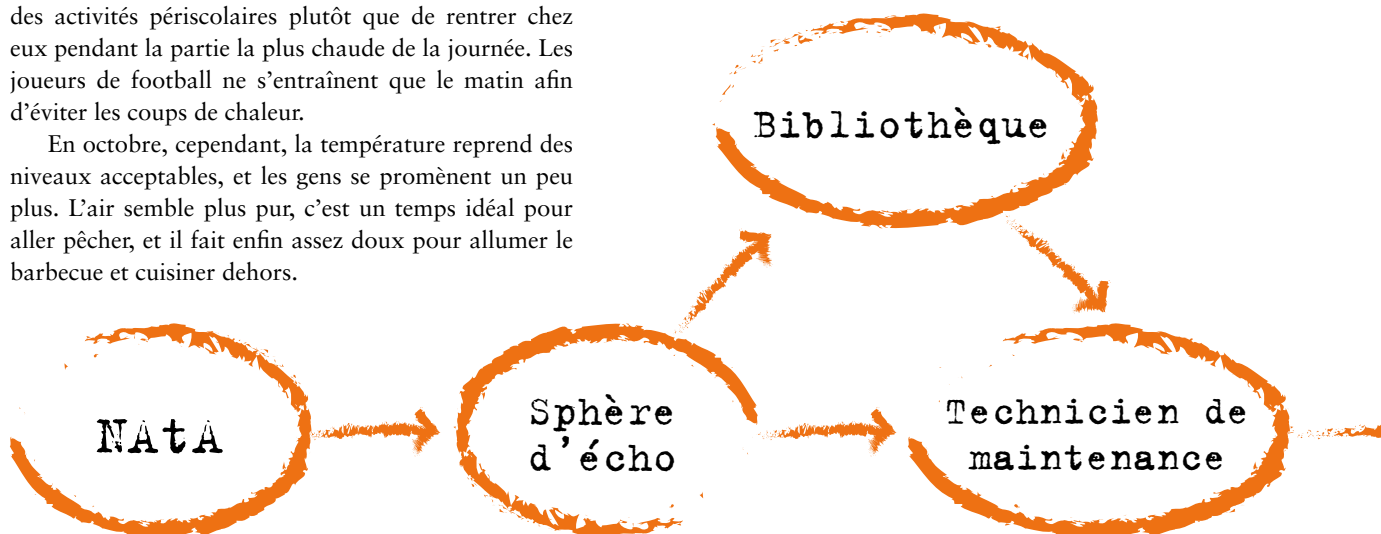 des activités périscolaires plutôt que de rentrer chez
eux pendant la partie la plus chaude de la journée. Les
joueurs de football ne s'entraînent que le matin afin
d'éviter les coups de chaleur.
En octobre, cependant, la température reprend des
niveaux acceptables, et les gens se promènent un peu
plus. L'air semble plus pur, c'est un temps idéal pour
aller pêcher, et il fait enfin assez doux pour allumer le
barbecue et cuisiner dehors.
Bibliothèque
NAtA
Sphère
d'écho
Technicien de
maintenance